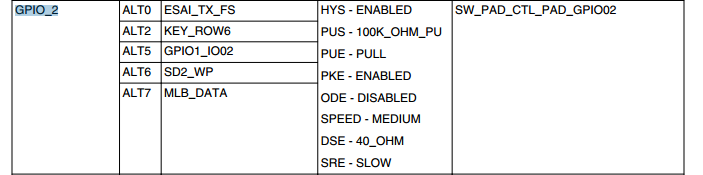 GPIO_2 ALT0 ESAI_TX_FS HYS - ENABLED SW_PAD_CTL_PAD_GPIO02
ALT2 KEY_ROW6 PUS - 100K_OHM_PU
ALT5 GPIO1_IO02 PUE - PULL
ALT6 SD2_WP PKE - ENABLED
ALT7 MLB_DATA ODE - DISABLED
SPEED - MEDIUM
DSE - 40_OHM
SRE - SLOW